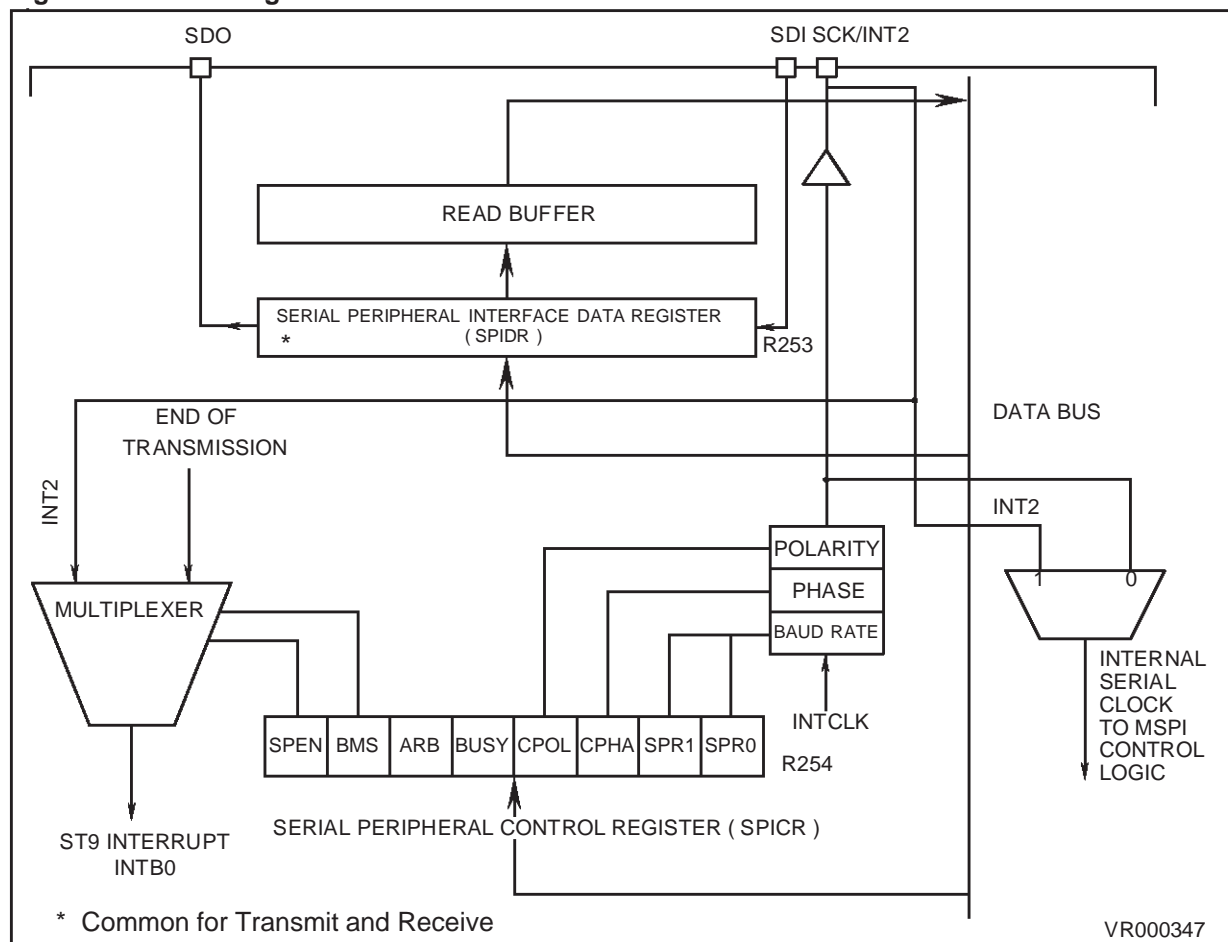 SDO
SDI SCK/INT2
READ BUFFER
SERIAL PERIPHERAL INTERFACE DATA REGISTER
( SPIDR )
*
R253
END OF
TRANSMISSION
DATA BUS
INT2
INT2
POLARITY
1 0
MULTIPLEXER
PHASE
BAUD RATE
INTERNAL
SERIAL
CLOCK
TO MSPI
CONTROL
LOGIC
INTCLK
SPEN BMS ARB BUSY CPOL CPHA SPR1 SPR0
R254
SERIAL PERIPHERAL CONTROL REGISTER ( SPICR )
ST9 INTERRUPT
INTB0
* Common for Transmit and Receive
VR000347